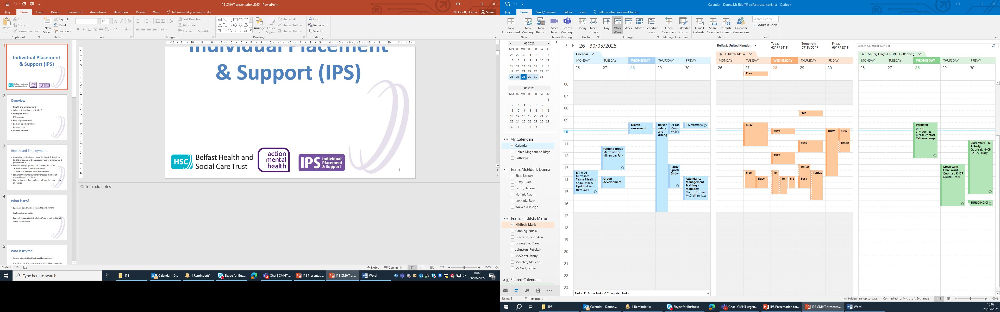 IPS CMHT presentation 2025 - PowerPoint
File Home Insert Design Transitions Animations Slide Show Review View Tell me what you want to do...
McElduff, Donna Share
Paste Cut Copy Format Painter
Clipboard
New Slide Layout Reset Section
Slides
12
Font
Text Direction Align Text Convert to SmartArt
Paragraph
Arrange Quick Styles Shape Fill Shape Outline Shape Effects
Drawing
Find Replace Select
Editing
1
Individual Placement
& Support (IPS)
HSC Belfast Health and Social Care Trust action mental health IPS
2
Overview
Health and Employment
What is IPS and who is IPS for?
Principles of IPS
IPS process
Role of professionals
Barriers to employment
Current data
Referral process
3
Health and Employment
According to the Department for Work & Pensions
52.6% of people with a disability are in employment
(September 2022)
Disability employment rate is lower for those:
With a mental health condition
With five or more health conditions
Long-term unemployment increases the risk of
mental health problems
Unemployment is associated with an increased risk
of suicide
4
What is IPS?
Evidenced based model of supported employment
Implemented worldwide
Currently in operation in the Belfast Trust in partnership with
Action Mental Health
5
Who is IPS for?
Anyone interested in obtaining paid employment
IPS philosophy: Anyone is capable of undertaking competitive
Individual Placement
& Support (IPS)
HSC Belfast Health and
Social Care Trust
action
mental
health
IPS Individual
Placement
& Support
1
Click to add notes
Slide 1 of 18
Notes Comments 100%
Type here to search
IPS
Calendar - D...
1 Reminder(s)
Skype for Bus...
Chat | CMHT ...
IPS Presentati...
IPS CMHT pr...
Word
10:07
28/05/2025
38
Calendar - Donna.McElduff@belfasttrust.hscni.net - Outlook
File Home Send / Receive Folder View Tell me what you want to do...
New Appointment New Meeting New Items
New
Meet Now Teams Meeting
Teams Meeting
Today Next 7 Days
Go To
Day Work Week Week Month Schedule View
Arrange
Open Calendar Calendar Groups
Manage Calendars
E-mail Calendar Share Calendar Publish Online Calendar Permissions
Share
Search People
Address Book
Find
05 2025
MO TU WE TH FR SA SU
28 29 30 1 2 3 4
5 6 7 8 9 10 11
12 13 14 15 16 17 18
19 20 21 22 23 24 25
26 27 28 29 30 31
06 2025
MO TU WE TH FR SA SU
1
2 3 4 5 6 7 8
9 10 11 12 13 14 15
16 17 18 19 20 21 22
23 24 25 26 27 28 29
30 1 2 3 4 5 6
My Calendars
Calendar
United Kingdom holidays
Birthdays
Team: McElduff, Donna
Blair, Barbara
Duffy, Ciara
Ferrin, Deborah
Hoffart, Naomi
Kennedy, Ruth
Walker, Ashleigh
Team: Hilditch, Maria
Hilditch, Maria
Canning, Nuala
Corcoran, LeighAnn
Donoghue, Clare
Johnston, Rebekah
McCarter, Jenny
McEntee, Marlene
McNeill, Esther
Shared Calendars
26 - 30/05/2025
Belfast, United Kingdom
Today
62° F / 54° F
Tomorrow
67° F / 55° F
Friday
66° F / 53° F
Search Calendar (Ctrl+E)
Calendar
MONDAY TUESDAY WEDNESDAY THURSDAY FRIDAY
26 27 28 29 30
06
07
08
09
10
11
12
13
14
15
16
17
18
19
20
21
22
23
EIT MDT
Microsoft
Teams Meeting
Shaw, Stacey
Updated with
new team
running group
Marrowbone
Millenium Park
Group
development
Niamh
assessment
person
safety
and
diseng
OT car
Micros
McE
Racket
Sports
Girdw
IPS referrals
Attendance
Management
Training -
Managers
Microsoft Teams
McGrattan, Liza
Hilditch, Maria
MONDAY TUESDAY WEDNESDAY THURSDAY FRIDAY
26 27 28 29 30
Free
Busy
Free
Busy
Busy
Busy
Ter
Ter
Fre
Free
Busy
Tentat
Busy
Tentat
Busy
Busy
Tentat
Gouck, Tracy - QUONSET - Booking
MONDAY TUESDAY WEDNESDAY THURSDAY FRIDAY
26 27 28 29 30
Perinatal
group
any queries
please contact
Catriona.Jorger
Green Gym -
Clare Ward.
Quonset, KHCP
Gouck, Tracy
Clare Ward - OT
Activity
Quonset, KHCP
Gouck, Tracy
BUILDING CL
Tasks: 11 Active tasks, 0 Completed tasks
Items: 9
Reminders: 1
All folders are up to date.
Connected to: Microsoft Exchange
100%
IPS
Calendar - Donna....
1 Reminder(s)
Skype for Business
Chat | CMHT urgen...
IPS Presentation for...
IPS CMHT presenta...
Word
10:07
28/05/2025